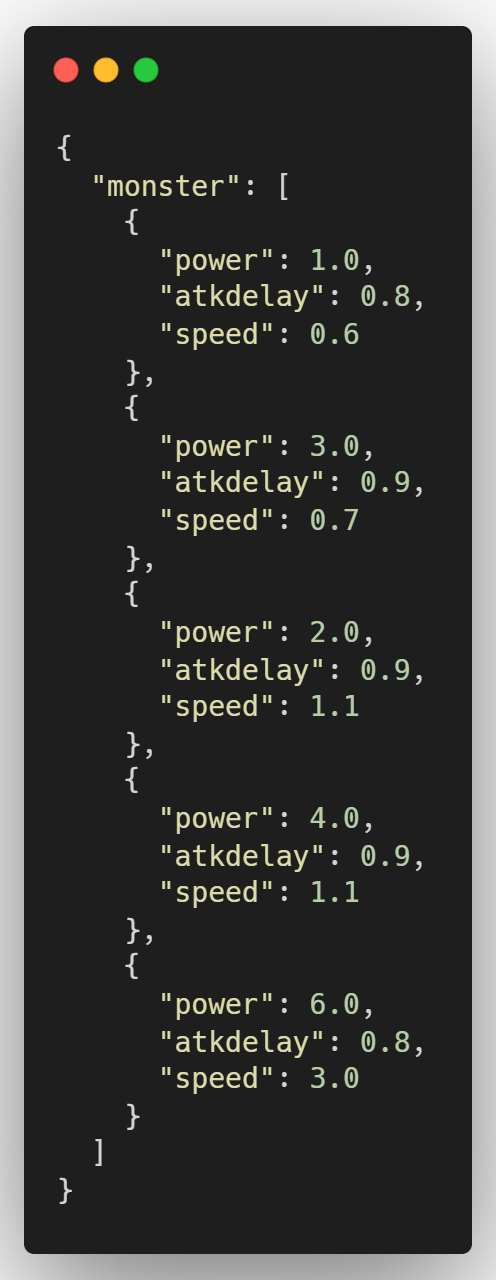 {
  "monster": [
    {
      "power": 1.0,
      "atkdelay": 0.8,
      "speed": 0.6
    },
    {
      "power": 3.0,
      "atkdelay": 0.9,
      "speed": 0.7
    },
    {
      "power": 2.0,
      "atkdelay": 0.9,
      "speed": 1.1
    },
    {
      "power": 4.0,
      "atkdelay": 0.9,
      "speed": 1.1
    },
    {
      "power": 6.0,
      "atkdelay": 0.8,
      "speed": 3.0
    }
  ]
}